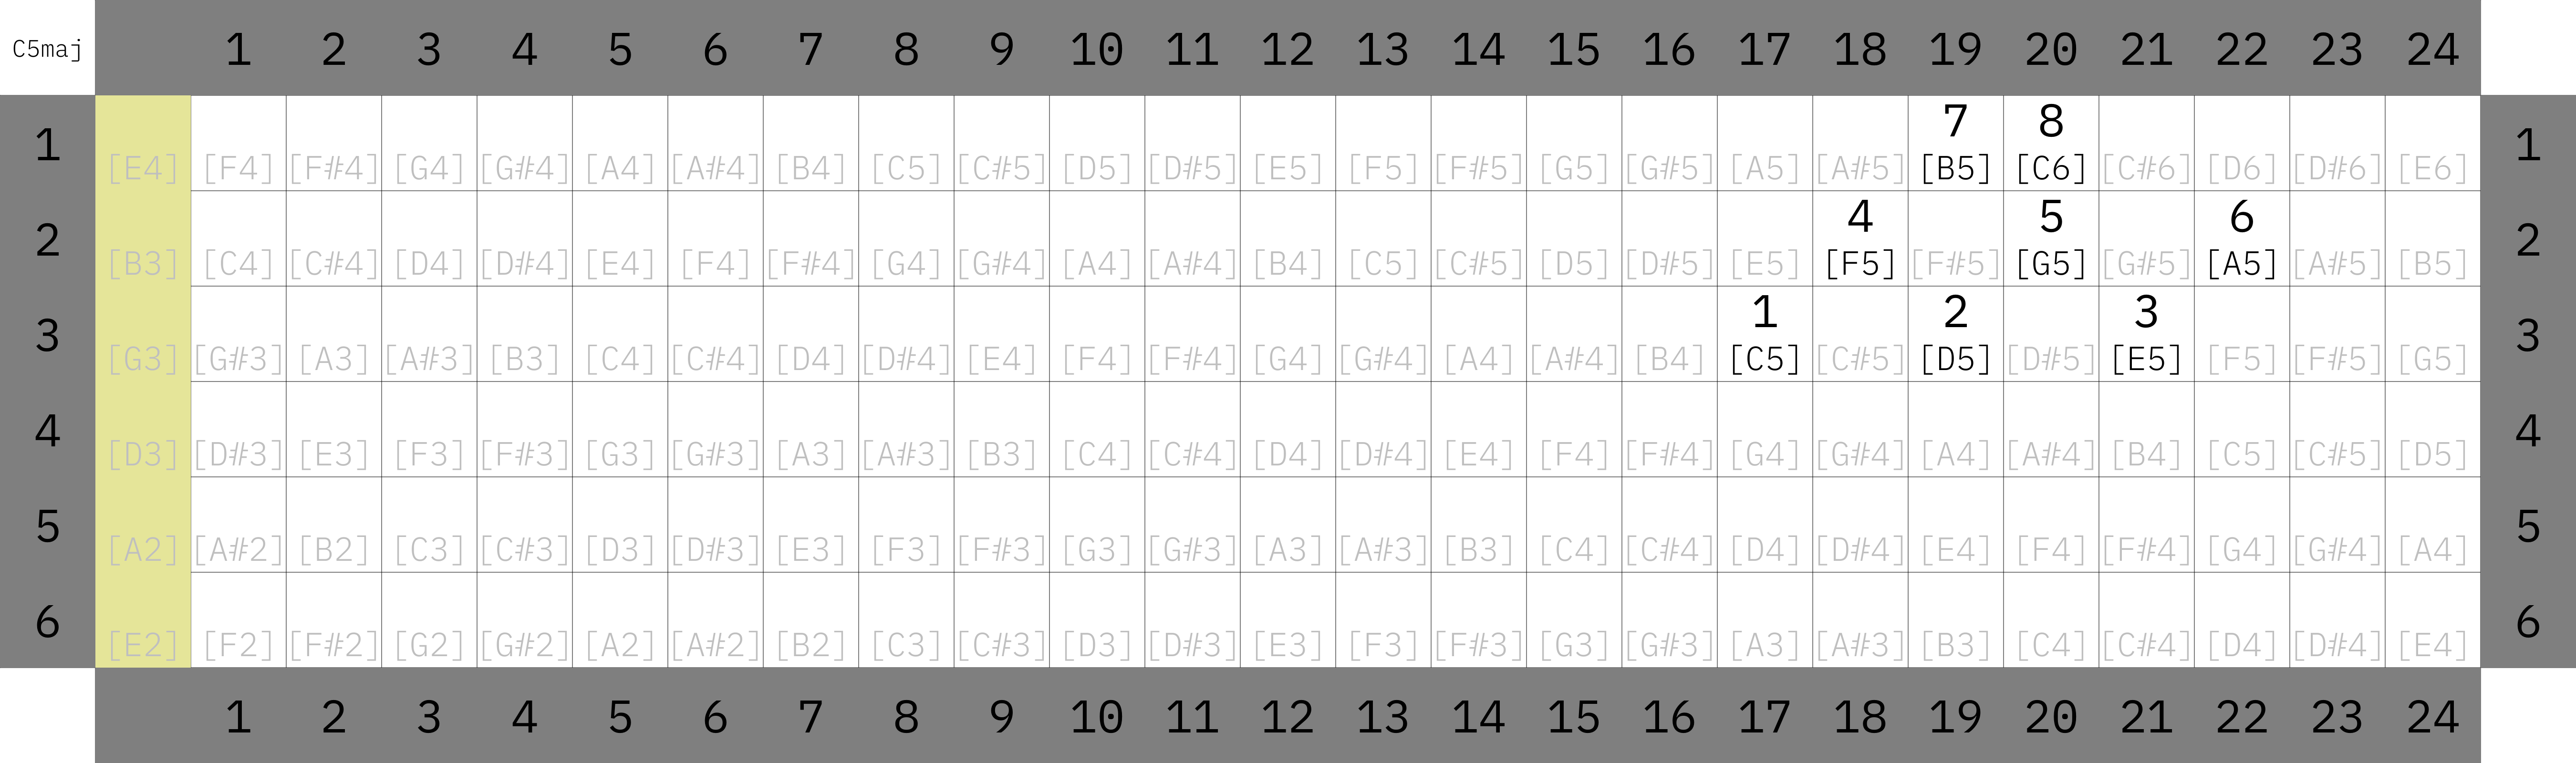 C5maj 1 2 3 4 5 6 7 8 9 10 11 12 13 14 15 16 17 18 19 20 21 22 23 24
7 8
1 [E4] [F4] [F#4] [G4] [G#4] [A4] [A#4] [B4] [C5] [C#5] [D5] [D#5] [E5] [F5] [F#5] [G5] [G#5] [A5] [A#5] [B5] [C6] [C#6] [D6] [D#6] [E6] 1
4 5 6
2 [B3] [C4] [C#4] [D4] [D#4] [E4] [F4] [F#4] [G4] [G#4] [A4] [A#4] [B4] [C5] [C#5] [D5] [D#5] [E5] [F5] [F#5] [G5] [G#5] [A5] [A#5] [B5] 2
1 2 3
3 [G3] [G#3] [A3] [A#3] [B3] [C4] [C#4] [D4] [D#4] [E4] [F4] [F#4] [G4] [G#4] [A4] [A#4] [B4] [C5] [C#5] [D5] [D#5] [E5] [F5] [F#5] [G5] 3
4 [D3] [D#3] [E3] [F3] [F#3] [G3] [G#3] [A3] [A#3] [B3] [C4] [C#4] [D4] [D#4] [E4] [F4] [F#4] [G4] [G#4] [A4] [A#4] [B4] [C5] [C#5] [D5] 4
5 [A2] [A#2] [B2] [C3] [C#3] [D3] [D#3] [E3] [F3] [F#3] [G3] [G#3] [A3] [A#3] [B3] [C4] [C#4] [D4] [D#4] [E4] [F4] [F#4] [G4] [G#4] [A4] 5
6 [E2] [F2] [F#2] [G2] [G#2] [A2] [A#2] [B2] [C3] [C#3] [D3] [D#3] [E3] [F3] [F#3] [G3] [G#3] [A3] [A#3] [B3] [C4] [C#4] [D4] [D#4] [E4] 6
1 2 3 4 5 6 7 8 9 10 11 12 13 14 15 16 17 18 19 20 21 22 23 24